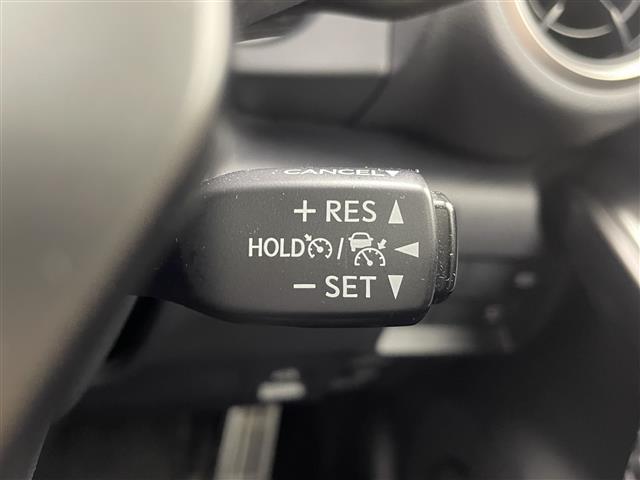 CANCEL▼
+ RES ▲
HOLD / ◀
− SET ▼